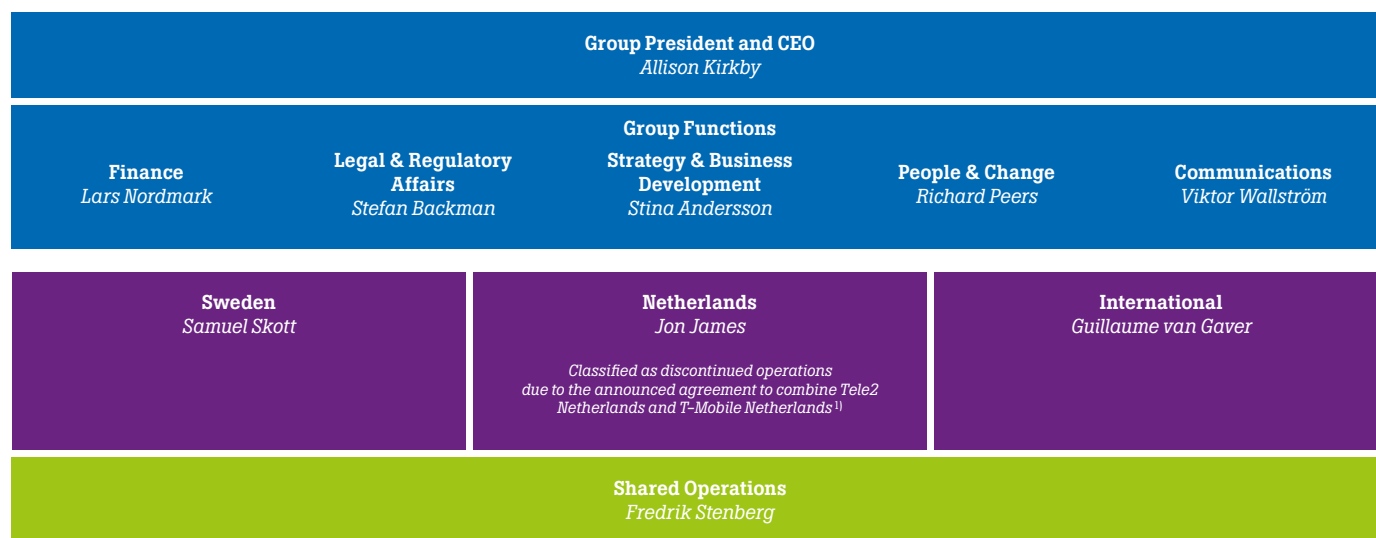 Group President and CEO
Allison Kirkby
Group Functions
Finance
Lars Nordmark
Legal & Regulatory
Affairs
Stefan Backman
Strategy & Business
Development
Stina Andersson
People & Change
Richard Peers
Communications
Viktor Wallström
Sweden
Samuel Skott
Netherlands
Jon James
Classified as discontinued operations
due to the announced agreement to combine Tele2
Netherlands and T-Mobile Netherlands 1)
International
Guillaume van Gaver
Shared Operations
Fredrik Stenberg